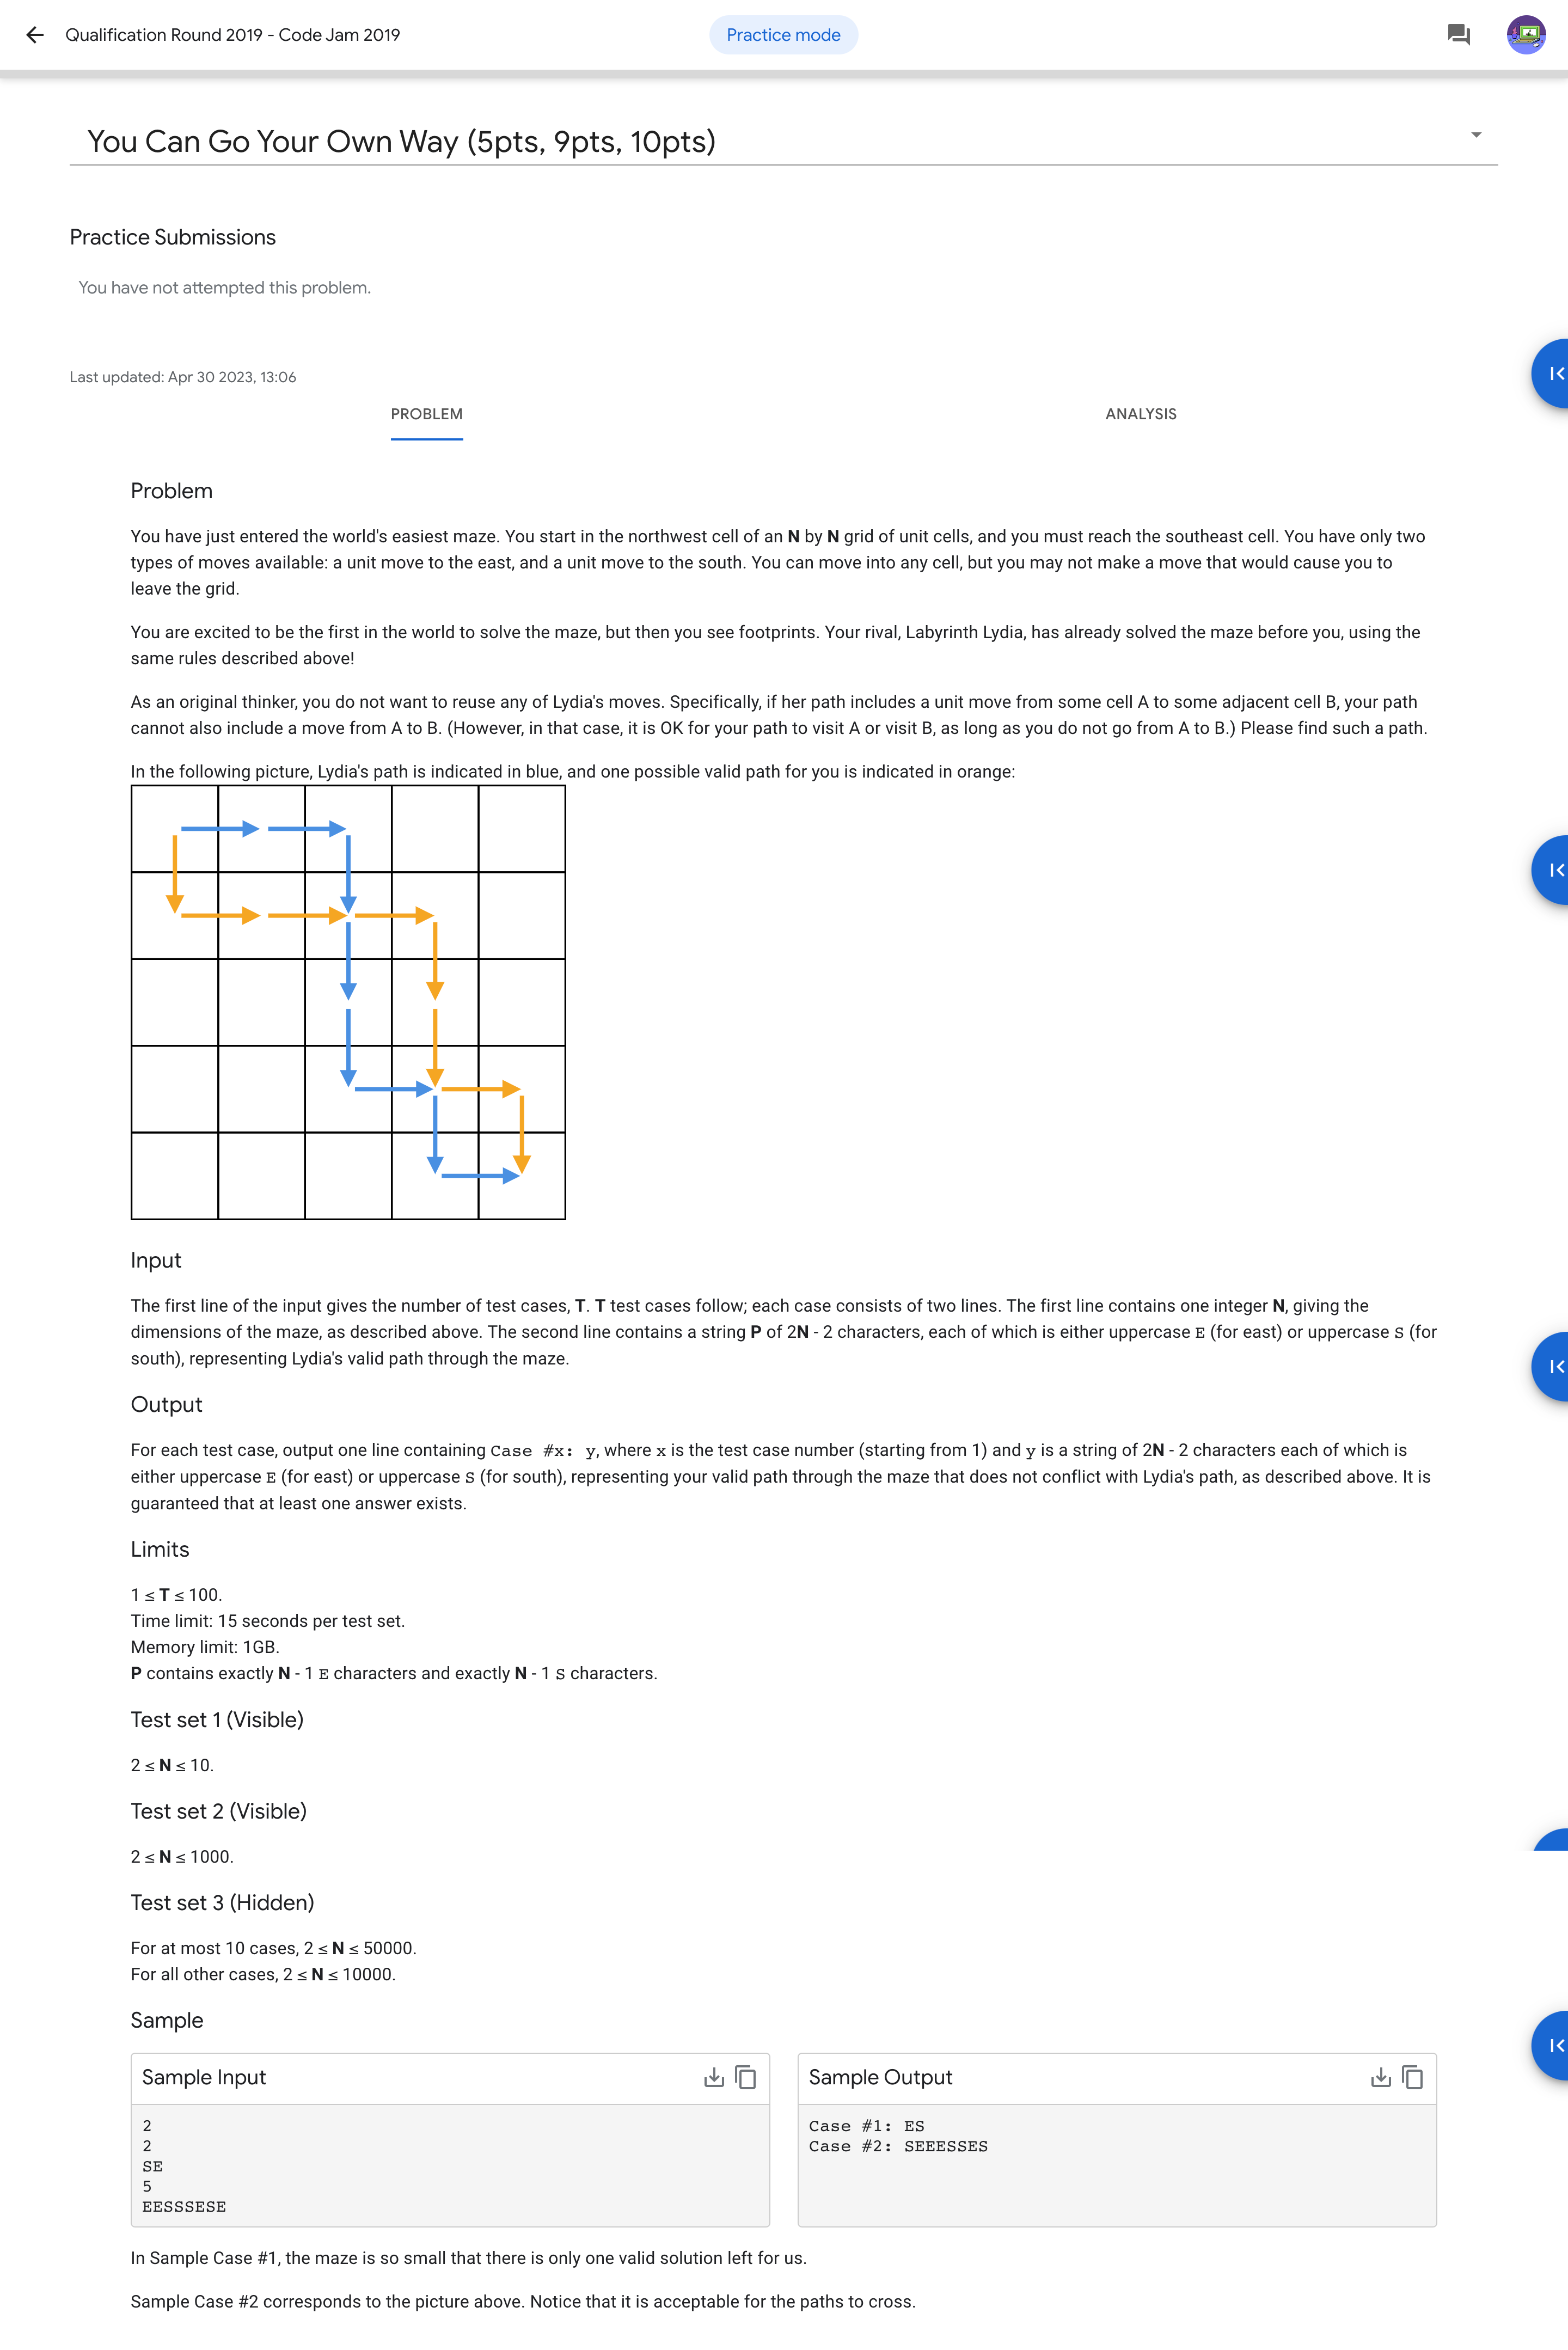 Qualification Round 2019 - Code Jam 2019
Practice mode
You Can Go Your Own Way (5pts, 9pts, 10pts)
Practice Submissions
You have not attempted this problem.
Last updated: Apr 30 2023, 13:06
PROBLEM
ANALYSIS
Problem
You have just entered the world's easiest maze. You start in the northwest cell of an N by N grid of unit cells, and you must reach the southeast cell. You have only two
types of moves available: a unit move to the east, and a unit move to the south. You can move into any cell, but you may not make a move that would cause you to
leave the grid.
You are excited to be the first in the world to solve the maze, but then you see footprints. Your rival, Labyrinth Lydia, has already solved the maze before you, using the
same rules described above!
As an original thinker, you do not want to reuse any of Lydia's moves. Specifically, if her path includes a unit move from some cell A to some adjacent cell B, your path
cannot also include a move from A to B. (However, in that case, it is OK for your path to visit A or visit B, as long as you do not go from A to B.) Please find such a path.
In the following picture, Lydia's path is indicated in blue, and one possible valid path for you is indicated in orange:
Input
The first line of the input gives the number of test cases, T. T test cases follow; each case consists of two lines. The first line contains one integer N, giving the
dimensions of the maze, as described above. The second line contains a string P of 2N - 2 characters, each of which is either uppercase E (for east) or uppercase S (for
south), representing Lydia's valid path through the maze.
Output
For each test case, output one line containing Case #x: y, where x is the test case number (starting from 1) and y is a string of 2N - 2 characters each of which is
either uppercase E (for east) or uppercase S (for south), representing your valid path through the maze that does not conflict with Lydia's path, as described above. It is
guaranteed that at least one answer exists.
Limits
1 ≤ T ≤ 100.
Time limit: 15 seconds per test set.
Memory limit: 1GB.
P contains exactly N - 1 E characters and exactly N - 1 S characters.
Test set 1 (Visible)
2 ≤ N ≤ 10.
Test set 2 (Visible)
2 ≤ N ≤ 1000.
Test set 3 (Hidden)
For at most 10 cases, 2 ≤ N ≤ 50000.
For all other cases, 2 ≤ N ≤ 10000.
Sample
Sample Input
2
2
SE
5
EESSSESE
Sample Output
Case #1: ES
Case #2: SEEESSES
In Sample Case #1, the maze is so small that there is only one valid solution left for us.
Sample Case #2 corresponds to the picture above. Notice that it is acceptable for the paths to cross.